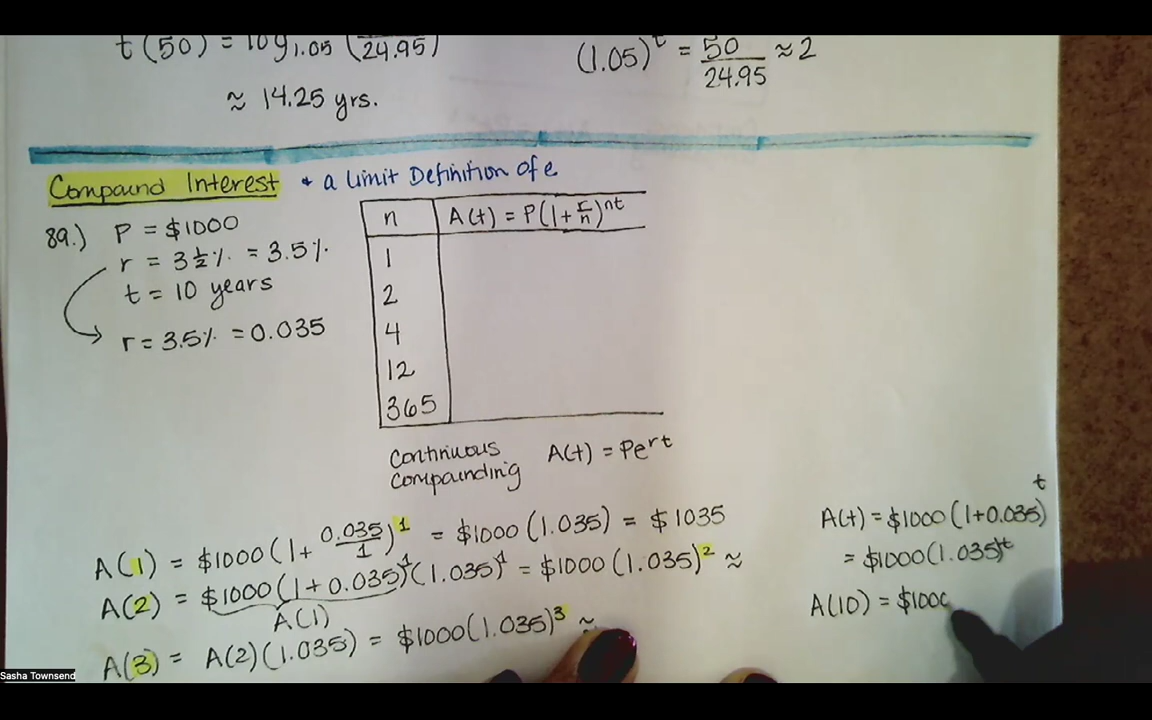 t(50) = log1.05 (24.95)
≈ 14.25 yrs.
(1.05)^t = 50/24.95 ≈ 2
Compound Interest + a Limit Definition of e
89.) P = $1000
r = 3 1/2 % = 3.5%
t = 10 years
r = 3.5% = 0.035
n A(t) = P(1 + r/n)^nt
1
2
4
12
365
Continuous
Compounding A(t) = Pe^rt
A(1) = $1000(1 + 0.035/1)^1 = $1000(1.035) = $1035
A(2) = $1000(1 + 0.035)^1(1.035)^1 = $1000(1.035)^2 ≈
A(1)
A(3) = A(2)(1.035) = $1000(1.035)^3 ≈
A(t) = $1000(1+0.035)^t
= $1000(1.035)^t
A(10) = $1000
Sasha Townsend